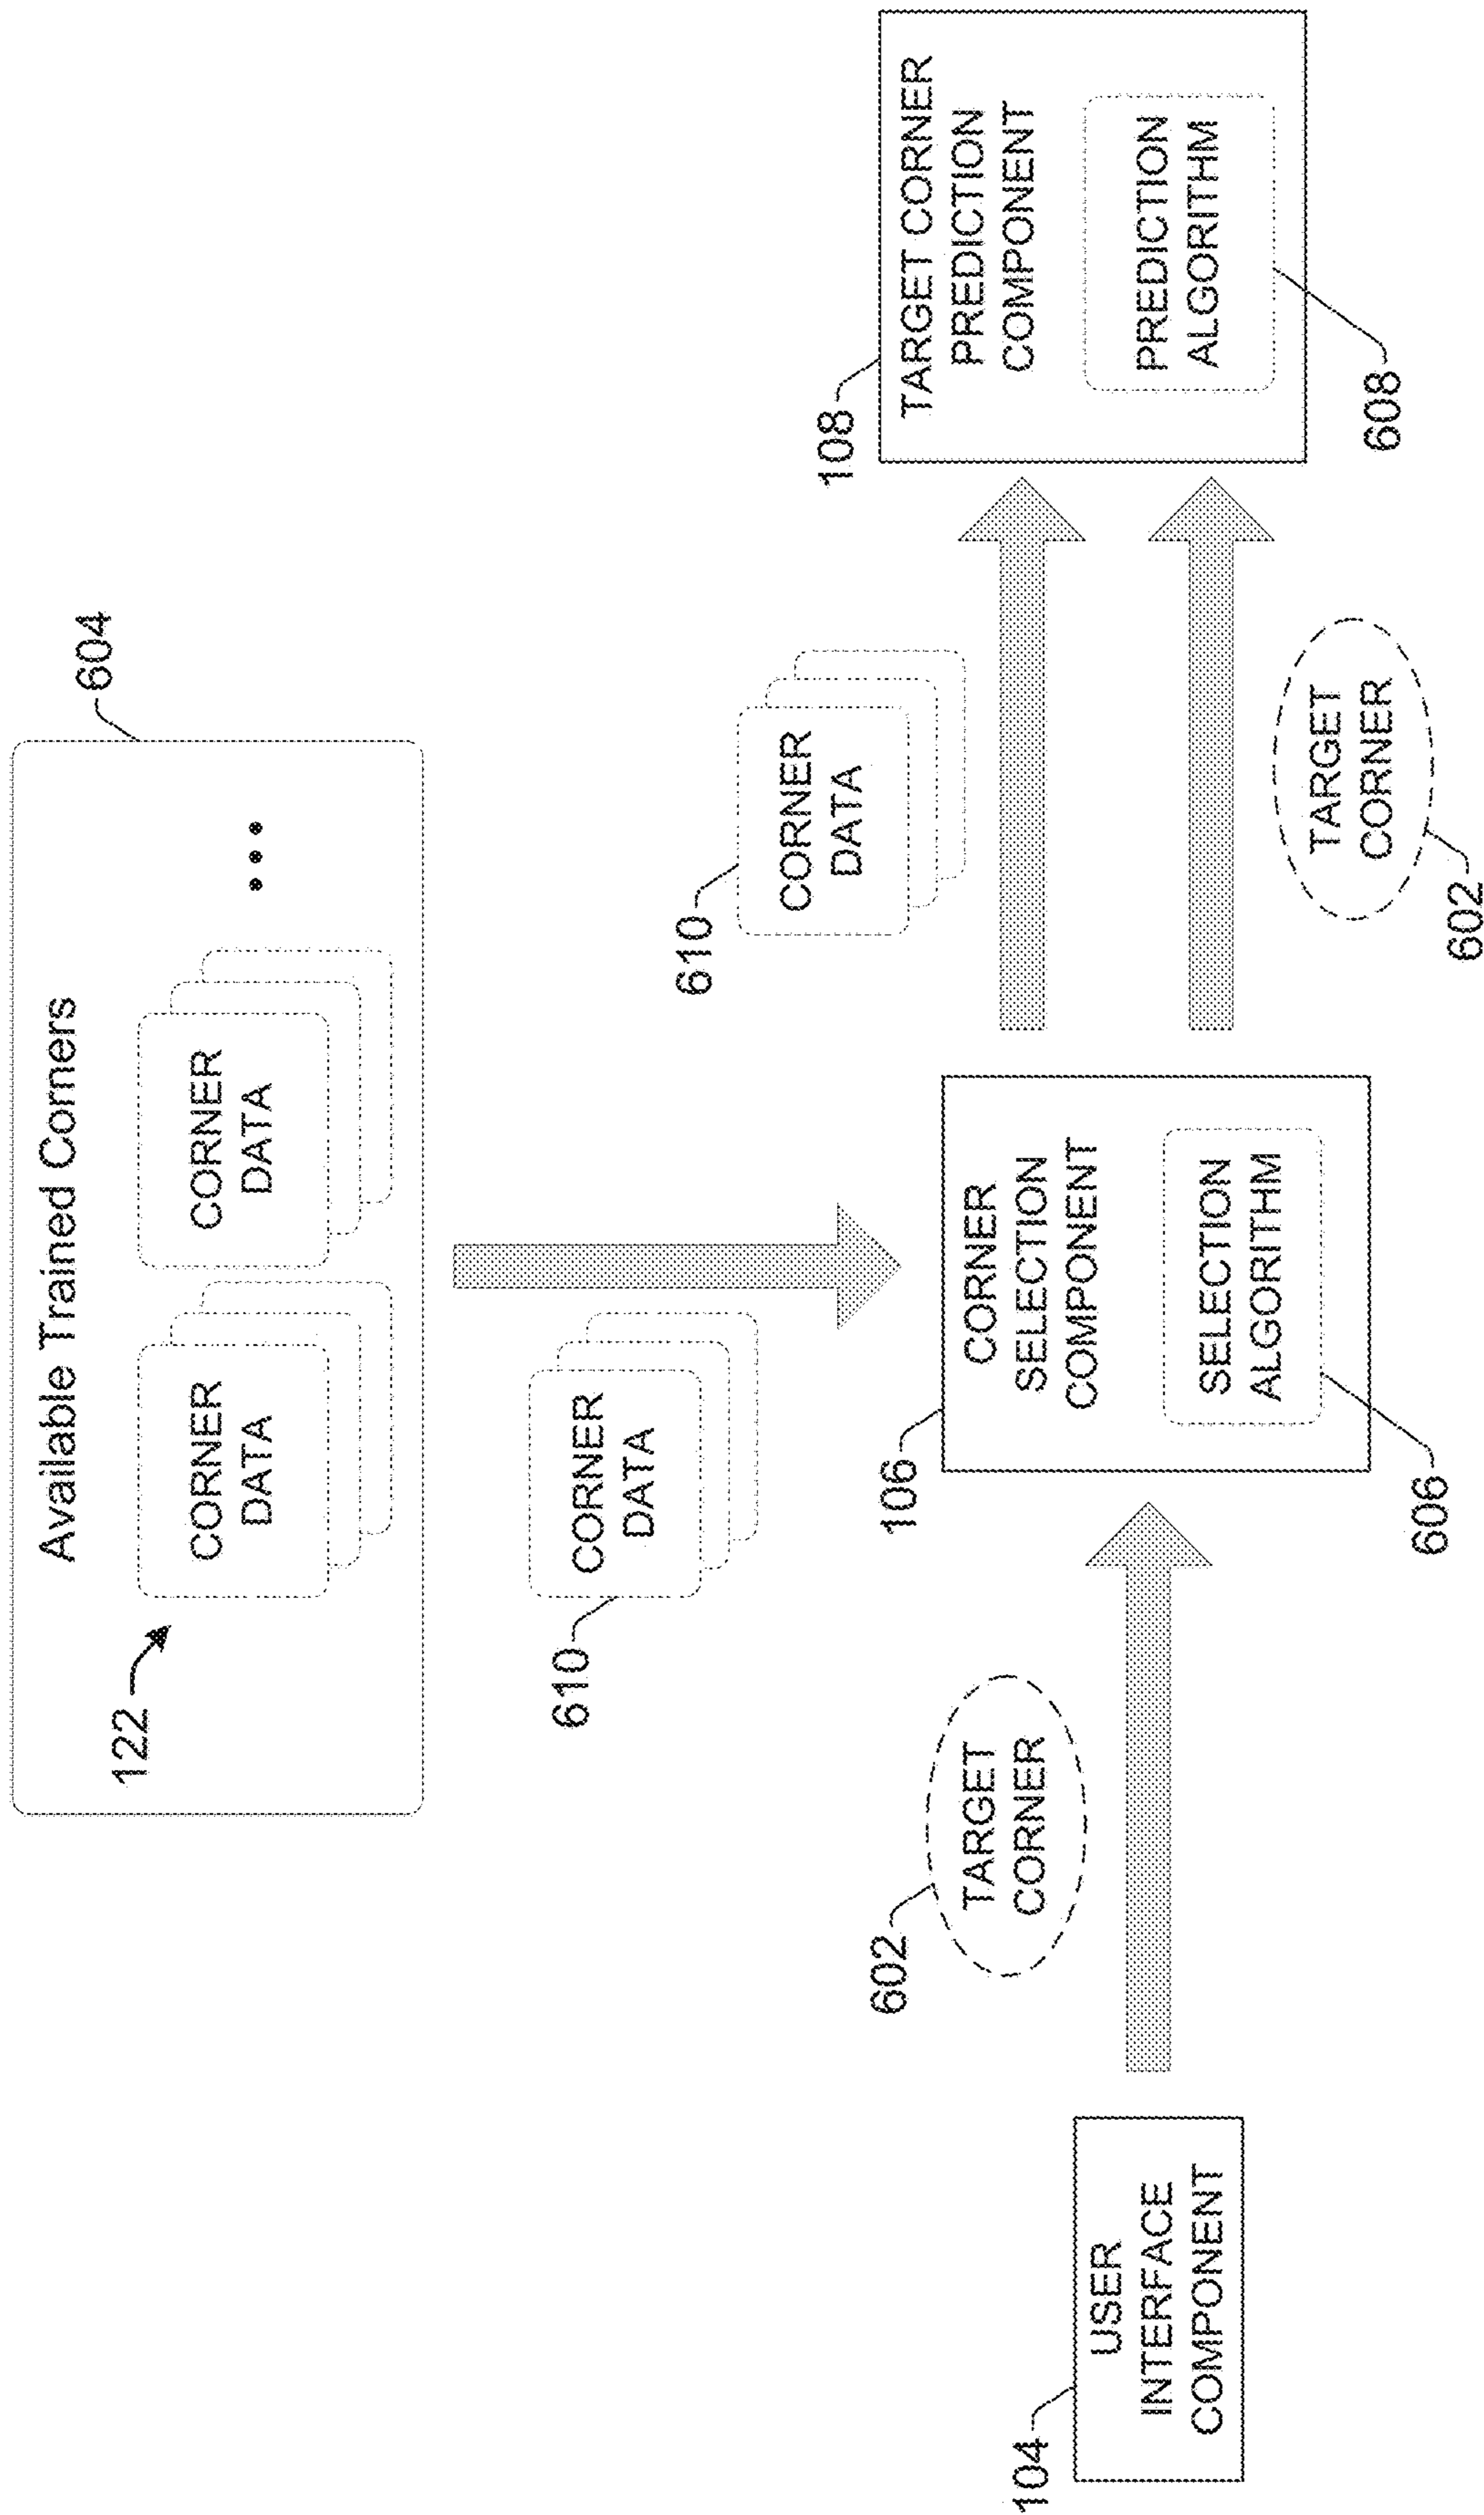 604
Available Trained Corners
122
CORNER
DATA
CORNER
DATA
•••
610
CORNER
DATA
610
CORNER
DATA
108
TARGET CORNER
PREDICTION
COMPONENT
PREDICTION
ALGORITHM
608
602
TARGET
CORNER
106
CORNER
SELECTION
COMPONENT
SELECTION
ALGORITHM
606
TARGET
CORNER
602
104
USER
INTERFACE
COMPONENT